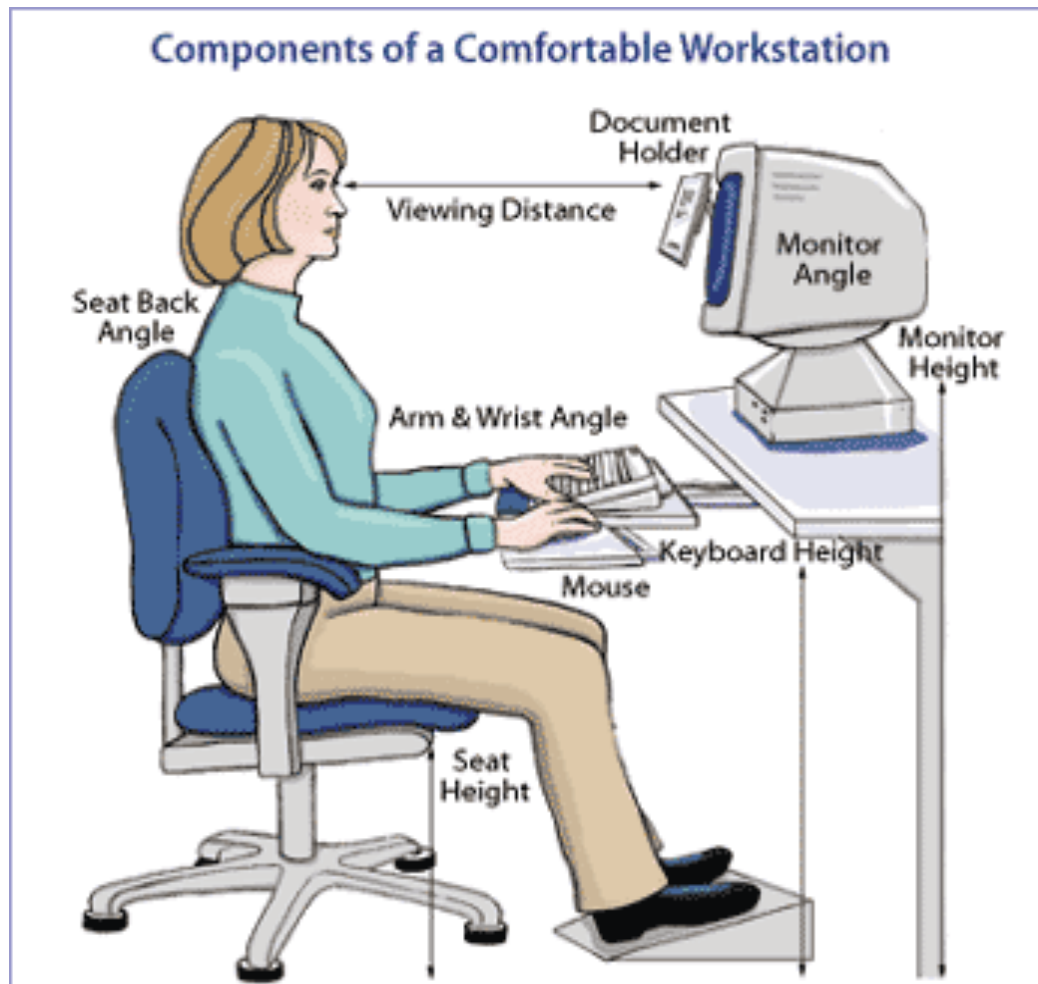 Components of a Comfortable Workstation
Document
Holder
Viewing Distance
Monitor
Angle
Seat Back
Angle
Monitor
Height
Arm & Wrist Angle
Keyboard Height
Mouse
Seat
Height